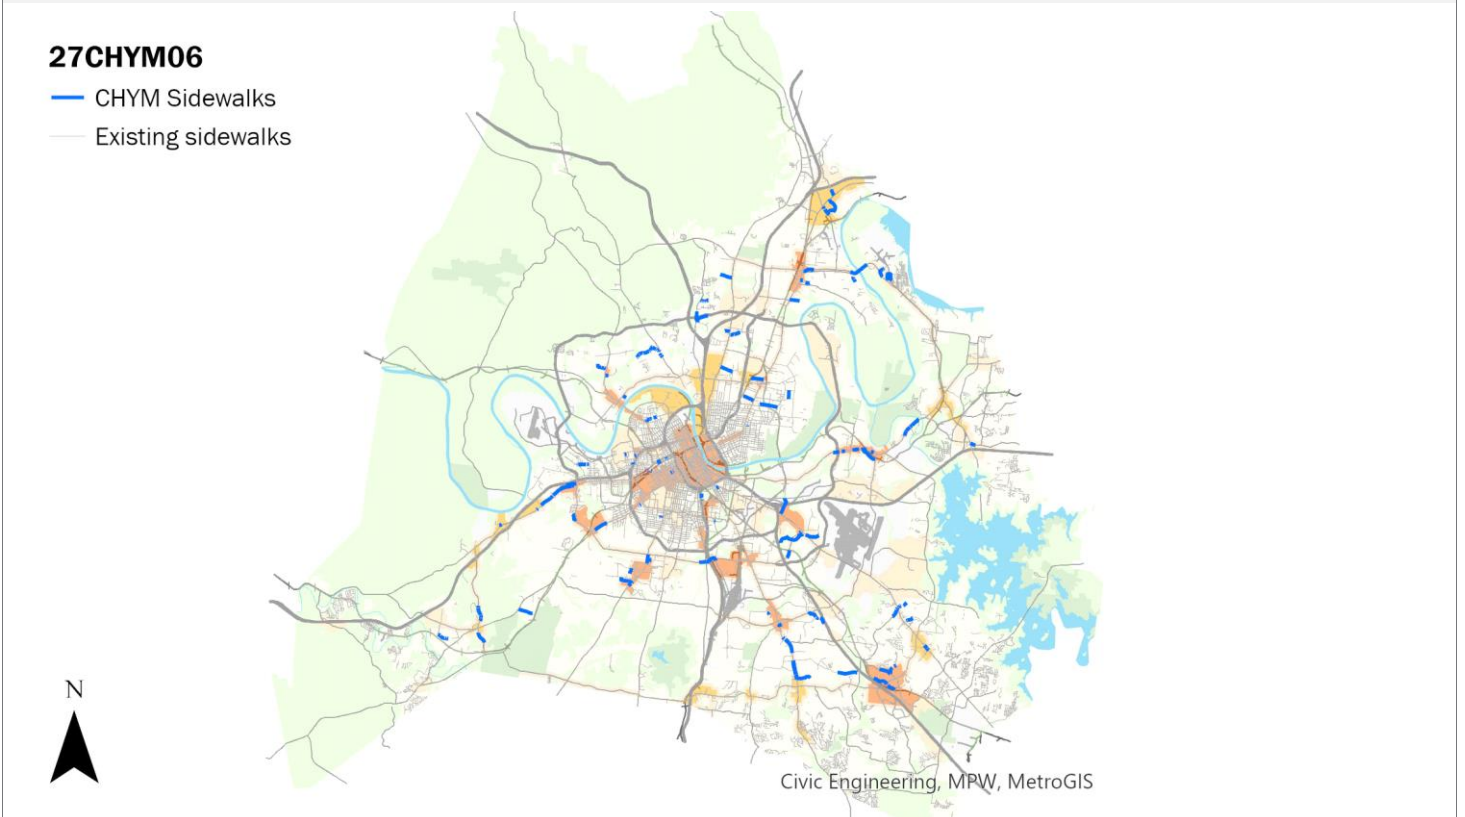 27CHYM06
CHYM Sidewalks
Existing sidewalks
N
Civic Engineering, MPW, MetroGIS